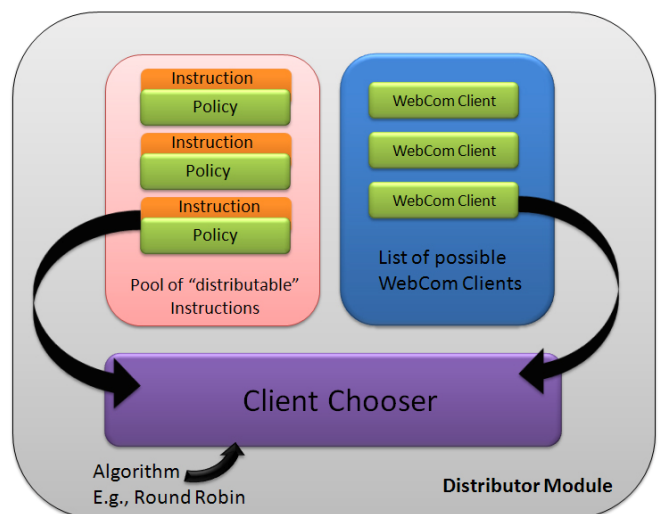 Instruction
Policy
Instruction
Policy
Instruction
Policy
Pool of “distributable”
Instructions
WebCom Client
WebCom Client
WebCom Client
List of possible
WebCom Clients
Client Chooser
Algorithm
E.g., Round Robin
Distributor Module